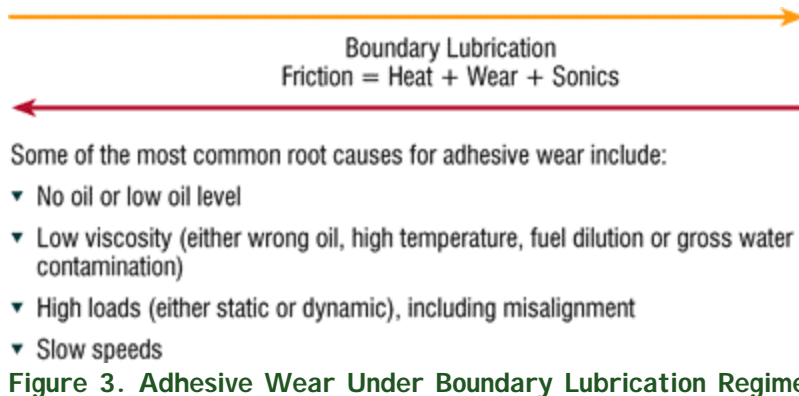 Boundary Lubrication
Friction = Heat + Wear + Sonics
Some of the most common root causes for adhesive wear include:
▾ No oil or low oil level
▾ Low viscosity (either wrong oil, high temperature, fuel dilution or gross water
contamination)
▾ High loads (either static or dynamic), including misalignment
▾ Slow speeds
Figure 3. Adhesive Wear Under Boundary Lubrication Regime